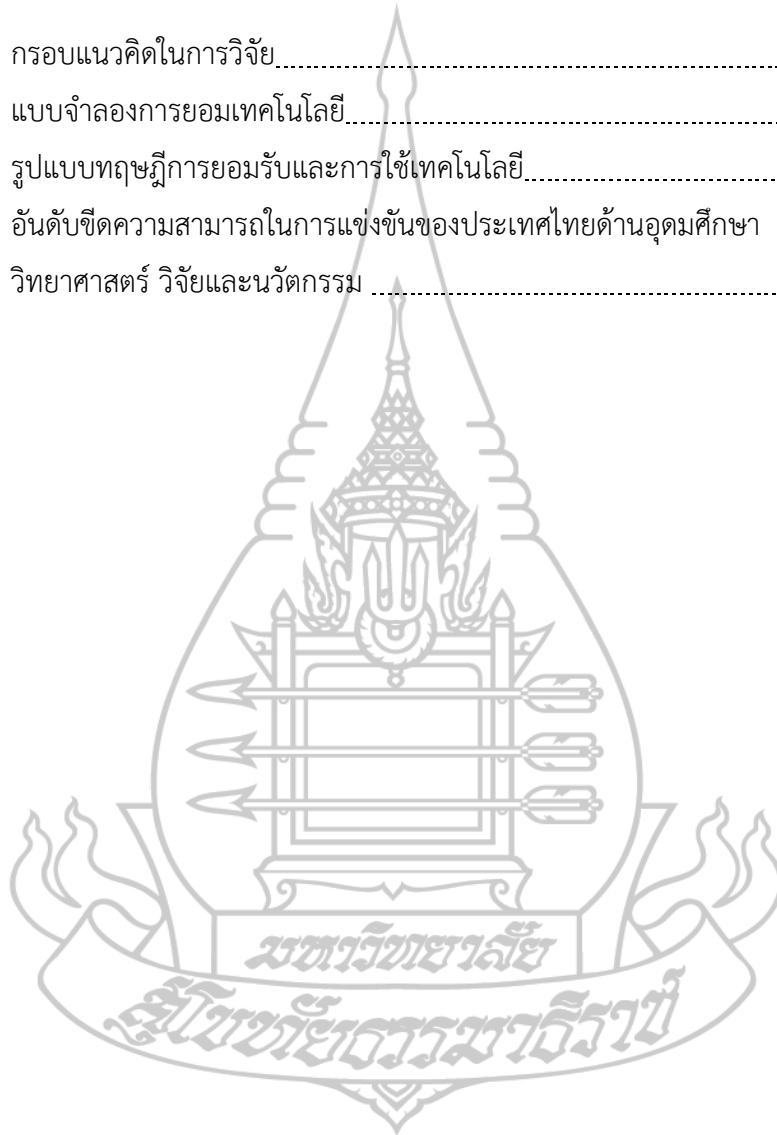 กรอบแนวคิดในการวิจัย
แบบจำลองการยอมเทคโนโลยี
รูปแบบทฤษฎีการยอมรับและการใช้เทคโนโลยี
อันดับขีดความสามารถในการแข่งขันของประเทศไทยด้านอุดมศึกษา
วิทยาศาสตร์ วิจัยและนวัตกรรม
มหาวิทยาลัย
สุโขทัยธรรมาธิราช